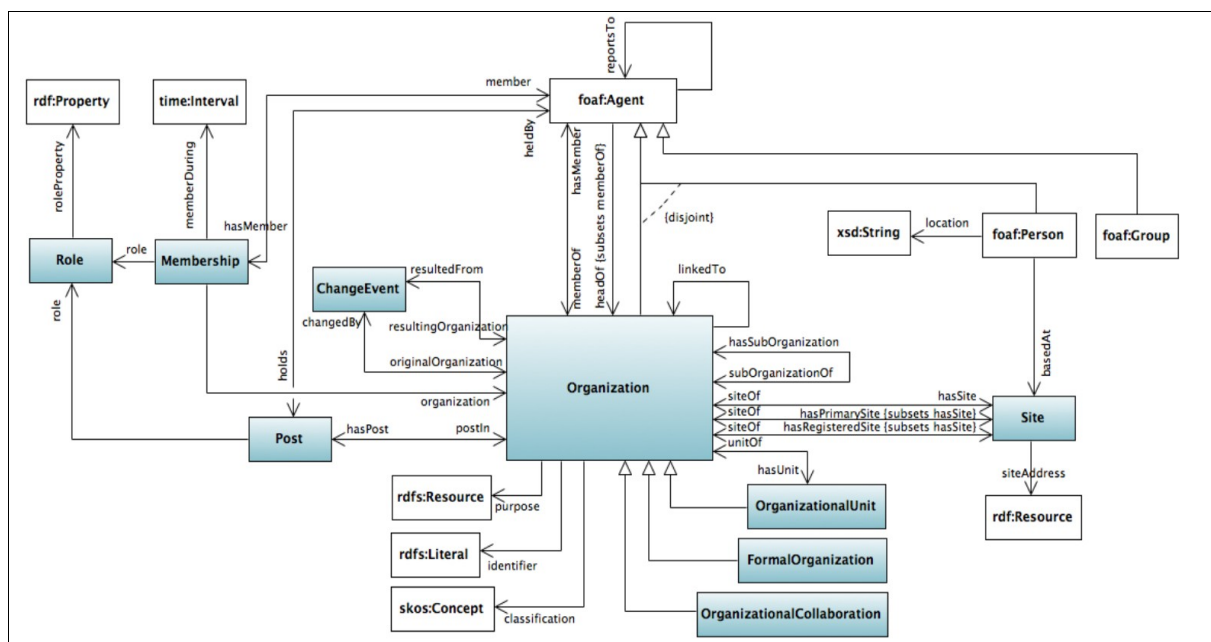 reportsTo
member
rdf:Property
time:Interval
foaf:Agent
heldBy
hasMember
headOf {subsets memberOf}
roleProperty
memberDuring
{disjoint}
hasMember
xsd:String
location
foaf:Person
foaf:Group
role
Role
Membership
resultedFrom
memberOf
linkedTo
ChangeEvent
role
changedBy
resultingOrganization
hasSubOrganization
basedAt
holds
originalOrganization
Organization
subOrganizationOf
organization
siteOf
hasSite
siteOf
hasPrimarySite {subsets hasSite}
Site
siteOf
hasRegisteredSite {subsets hasSite}
Post
hasPost
postIn
unitOf
hasUnit
siteAddress
rdfs:Resource
purpose
OrganizationalUnit
rdf:Resource
rdfs:Literal
identifier
FormalOrganization
skos:Concept
classification
OrganizationalCollaboration